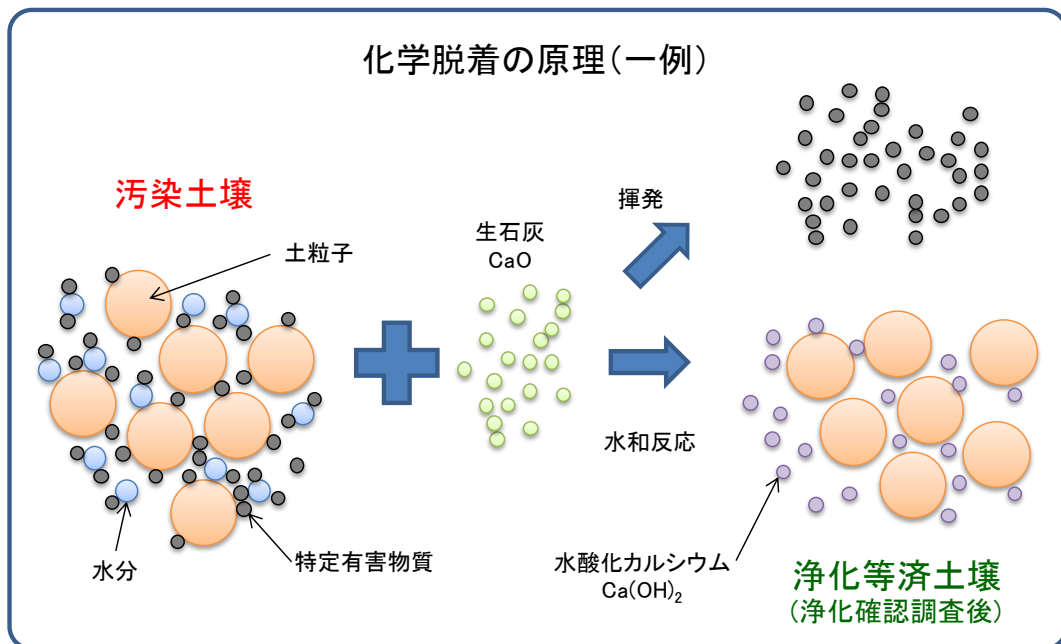 化学脱着の原理(一例)
汚染土壌
土粒子
生石灰
CaO
揮発
水和反応
水分
特定有害物質
水酸化カルシウム
Ca(OH)₂
浄化等済土壌
(浄化確認調査後)